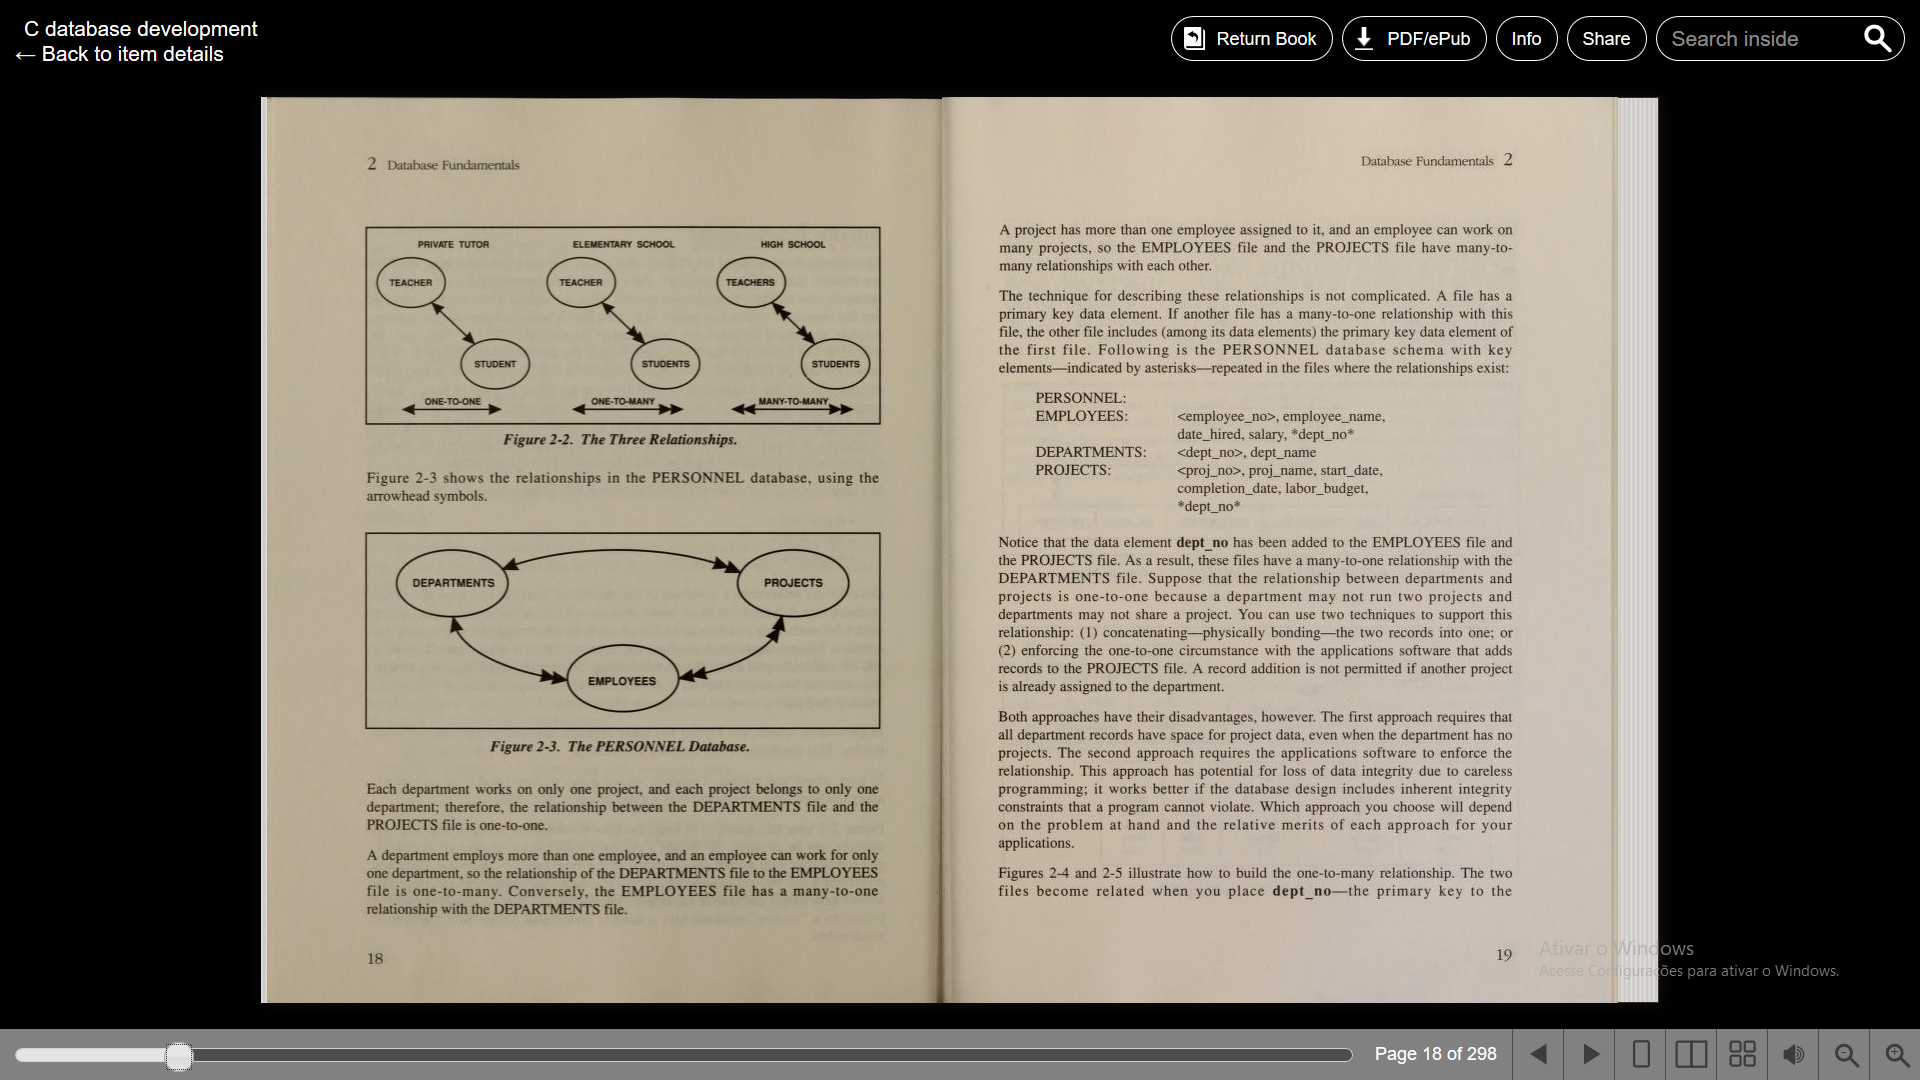 C database development
← Back to item details
Return Book
PDF/ePub
Info
Share
Search inside
2 Database Fundamentals
PRIVATE TUTOR ELEMENTARY SCHOOL HIGH SCHOOL
TEACHER TEACHER TEACHERS
STUDENT STUDENTS STUDENTS
ONE-TO-ONE ONE-TO-MANY MANY-TO-MANY
Figure 2-2. The Three Relationships.
Figure 2-3 shows the relationships in the PERSONNEL database, using the
arrowhead symbols.
DEPARTMENTS PROJECTS
EMPLOYEES
Figure 2-3. The PERSONNEL Database.
Each department works on only one project, and each project belongs to only one
department; therefore, the relationship between the DEPARTMENTS file and the
PROJECTS file is one-to-one.
A department employs more than one employee, and an employee can work for only
one department, so the relationship of the DEPARTMENTS file to the EMPLOYEES
file is one-to-many. Conversely, the EMPLOYEES file has a many-to-one
relationship with the DEPARTMENTS file.
18
Database Fundamentals 2
A project has more than one employee assigned to it, and an employee can work on
many projects, so the EMPLOYEES file and the PROJECTS file have many-to-
many relationships with each other.
The technique for describing these relationships is not complicated. A file has a
primary key data element. If another file has a many-to-one relationship with this
file, the other file includes (among its data elements) the primary key data element of
the first file. Following is the PERSONNEL database schema with key
elements—indicated by asterisks—repeated in the files where the relationships exist:
PERSONNEL:
EMPLOYEES: <employee_no>, employee_name,
date_hired, salary, *dept_no*
DEPARTMENTS: <dept_no>, dept_name
PROJECTS: <proj_no>, proj_name, start_date,
completion_date, labor_budget,
*dept_no*
Notice that the data element dept_no has been added to the EMPLOYEES file and
the PROJECTS file. As a result, these files have a many-to-one relationship with the
DEPARTMENTS file. Suppose that the relationship between departments and
projects is one-to-one because a department may not run two projects and
departments may not share a project. You can use two techniques to support this
relationship: (1) concatenating—physically bonding—the two records into one; or
(2) enforcing the one-to-one circumstance with the applications software that adds
records to the PROJECTS file. A record addition is not permitted if another project
is already assigned to the department.
Both approaches have their disadvantages, however. The first approach requires that
all department records have space for project data, even when the department has no
projects. The second approach requires the applications software to enforce the
relationship. This approach has potential for loss of data integrity due to careless
programming; it works better if the database design includes inherent integrity
constraints that a program cannot violate. Which approach you choose will depend
on the problem at hand and the relative merits of each approach for your
applications.
Figures 2-4 and 2-5 illustrate how to build the one-to-many relationship. The two
files become related when you place dept_no—the primary key to the
19
Ativar o Windows
Acesse Configurações para ativar o Windows.
Page 18 of 298